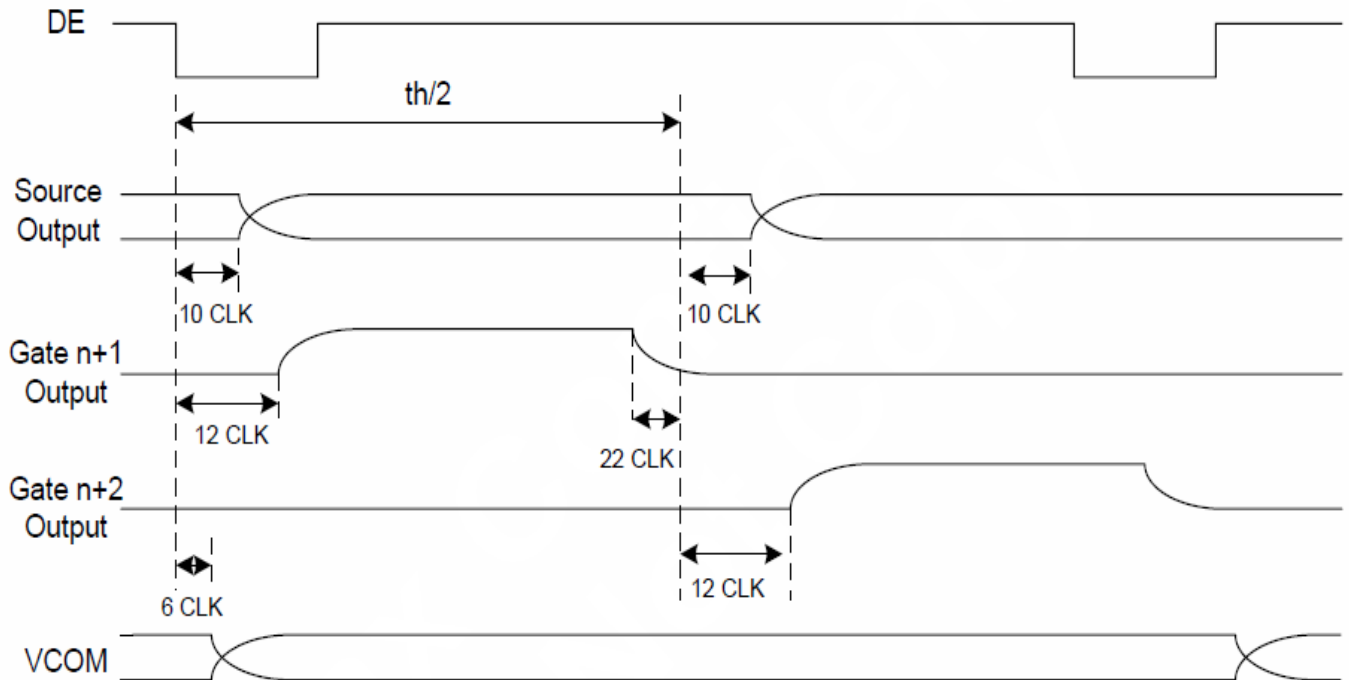 DE
th/2
Source
Output
10 CLK
10 CLK
Gate n+1
Output
12 CLK
22 CLK
Gate n+2
Output
12 CLK
6 CLK
VCOM